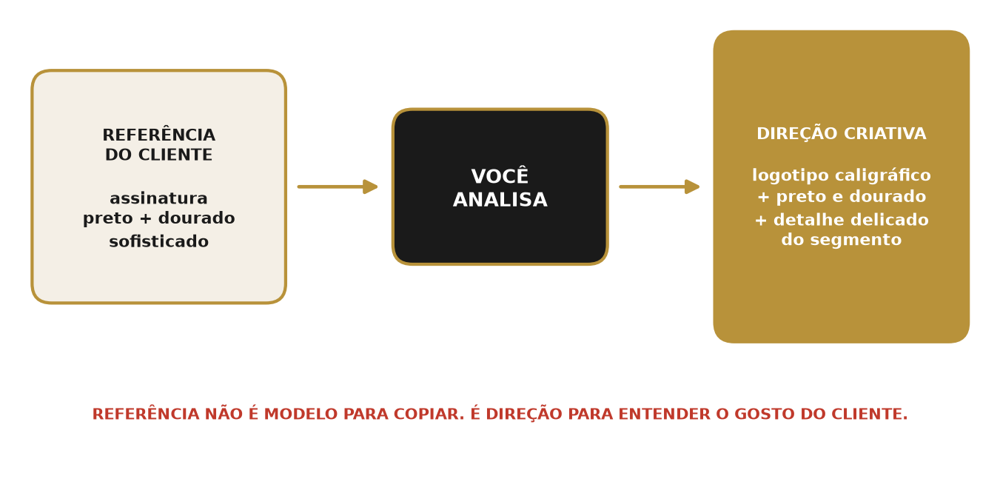 REFERÊNCIA
DO CLIENTE
assinatura
preto + dourado
sofisticado
VOCÊ
ANALISA
DIREÇÃO CRIATIVA
logotipo caligráfico
+ preto e dourado
+ detalhe delicado
do segmento
REFERÊNCIA NÃO É MODELO PARA COPIAR. É DIREÇÃO PARA ENTENDER O GOSTO DO CLIENTE.